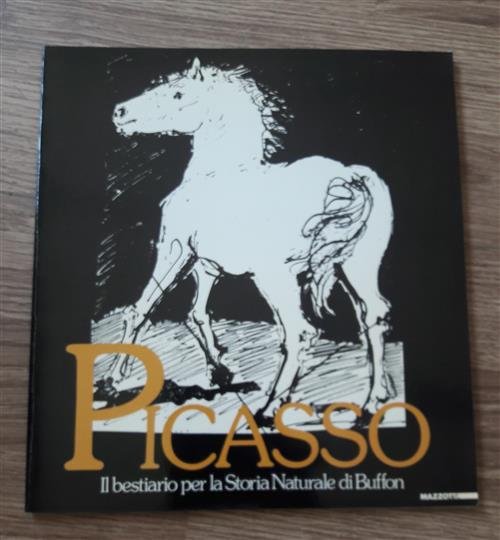 PICASSO
Il bestiario per la Storia Naturale di Buffon
MAZZOTTA